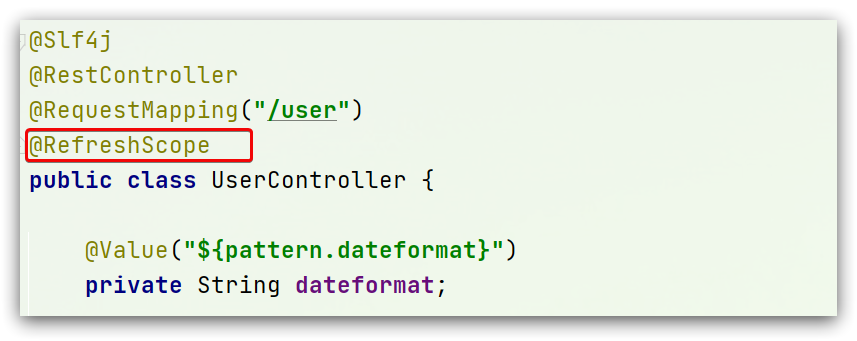 @Slf4j
@RestController
@RequestMapping("/user")
@RefreshScope
public class UserController {
@Value("${pattern.dateformat}")
private String dateformat;